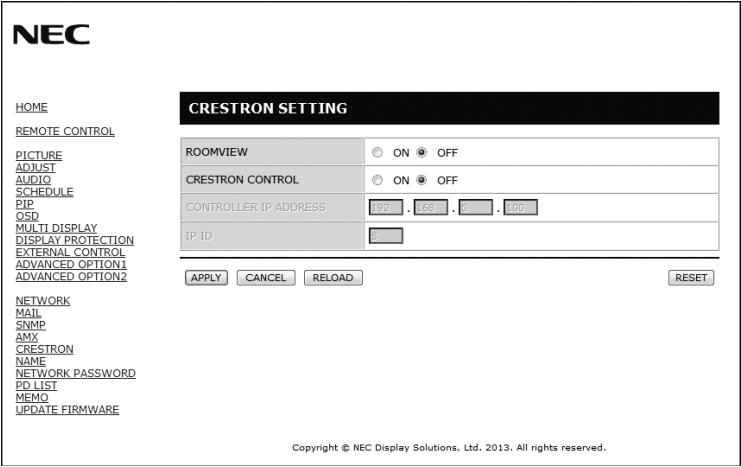 NEC
HOME
REMOTE CONTROL
PICTURE
ADJUST
AUDIO
SCHEDULE
PIP
OSD
MULTI DISPLAY
DISPLAY PROTECTION
EXTERNAL CONTROL
ADVANCED OPTION1
ADVANCED OPTION2
NETWORK
MAIL
SNMP
AMX
CRESTRON
NAME
NETWORK PASSWORD
PD LIST
MEMO
UPDATE FIRMWARE
CRESTRON SETTING
ROOMVIEW ON OFF
CRESTRON CONTROL ON OFF
CONTROLLER IP ADDRESS 192 . 168 . 0 . 100
IP ID 5
APPLY CANCEL RELOAD RESET
Copyright © NEC Display Solutions, Ltd. 2013. All rights reserved.